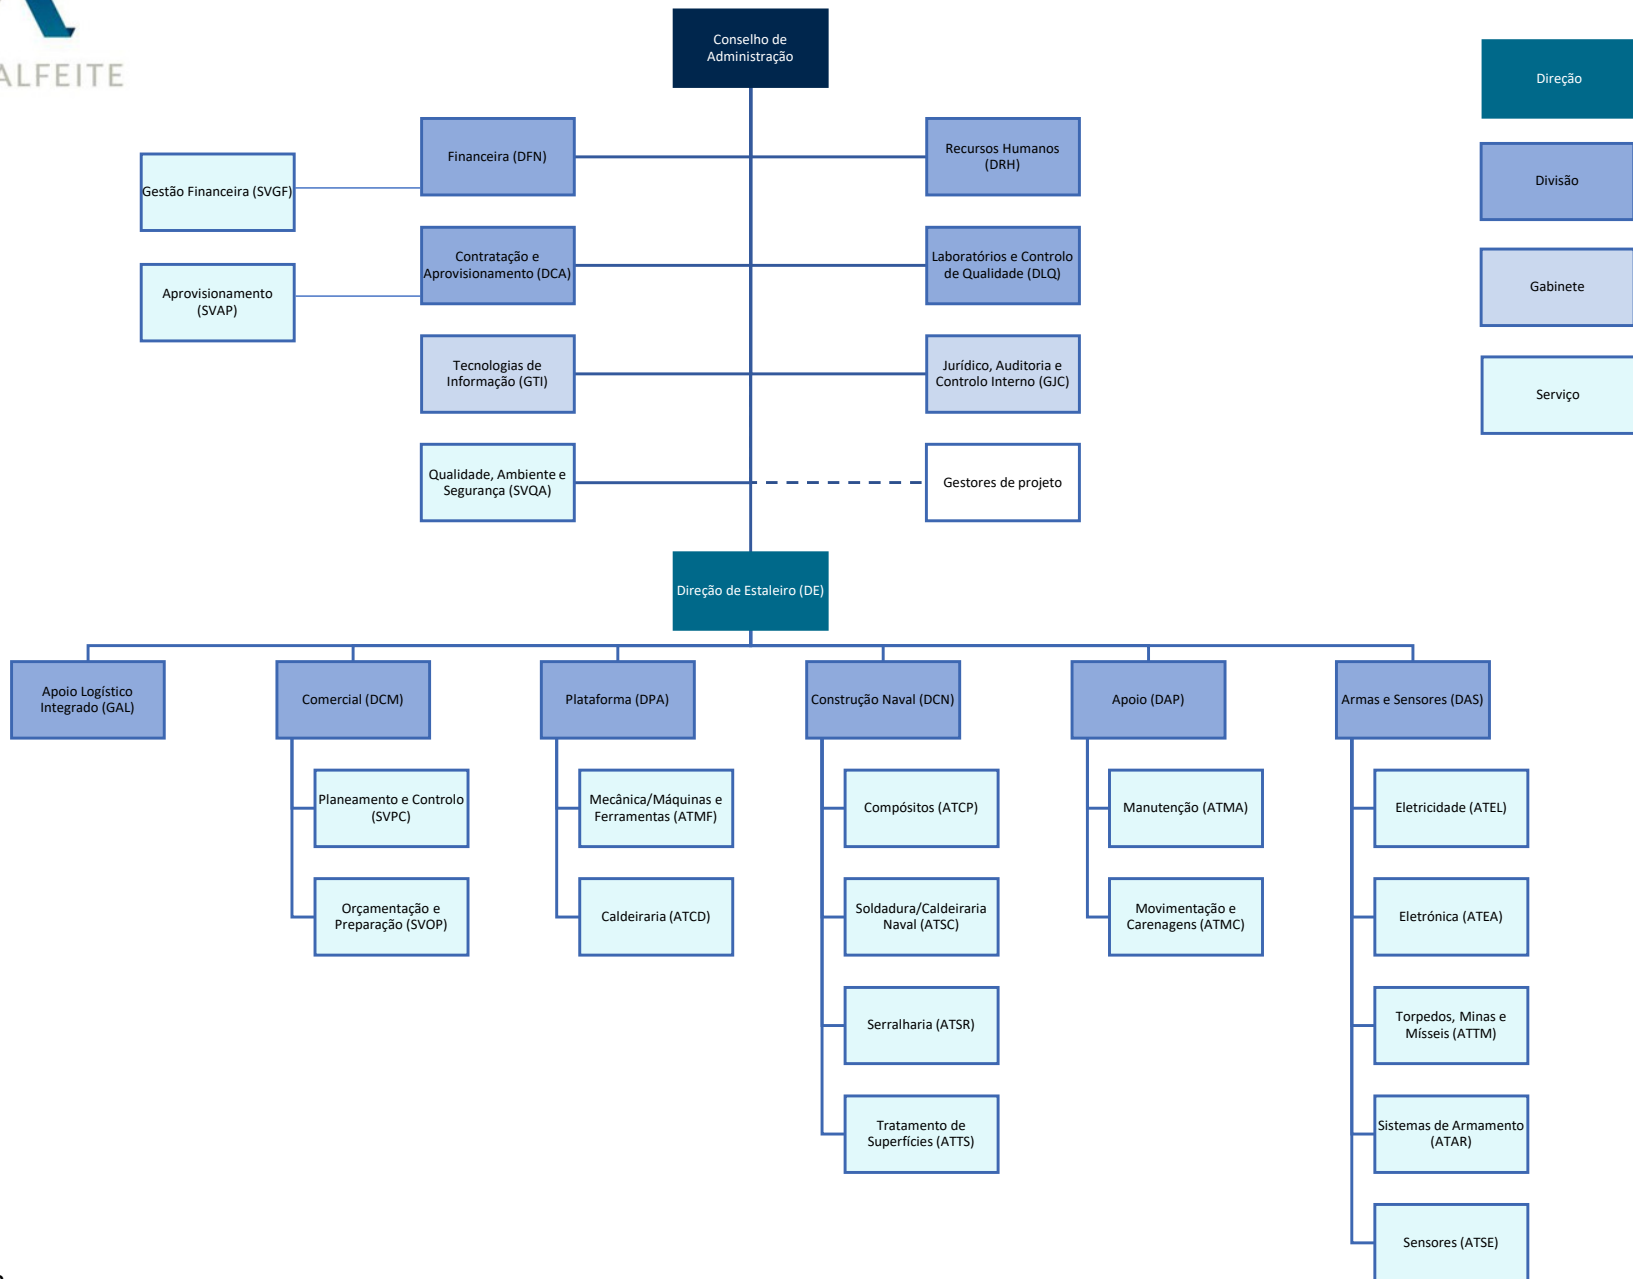 ALFEITE
Conselho de
Administração
Direção
Financeira (DFN)
Recursos Humanos
(DRH)
Gestão Financeira (SVGF)
Divisão
Contratação e
Aprovisionamento (DCA)
Laboratórios e Controlo
de Qualidade (DLQ)
Aprovisionamento
(SVAP)
Gabinete
Tecnologias de
Informação (GTI)
Jurídico, Auditoria e
Controlo Interno (GJC)
Serviço
Qualidade, Ambiente e
Segurança (SVQA)
Gestores de projeto
Direção de Estaleiro (DE)
Apoio Logístico
Integrado (GAL)
Comercial (DCM)
Plataforma (DPA)
Construção Naval (DCN)
Apoio (DAP)
Armas e Sensores (DAS)
Planeamento e Controlo
(SVPC)
Mecânica/Máquinas e
Ferramentas (ATMF)
Compósitos (ATCP)
Manutenção (ATMA)
Eletricidade (ATEL)
Orçamentação e
Preparação (SVOP)
Caldeiraria (ATCD)
Soldadura/Caldeiraria
Naval (ATSC)
Movimentação e
Carenagens (ATMC)
Eletrónica (ATEA)
Serralharia (ATSR)
Torpedos, Minas e
Mísseis (ATTM)
Tratamento de
Superfícies (ATTS)
Sistemas de Armamento
(ATAR)
Sensores (ATSE)